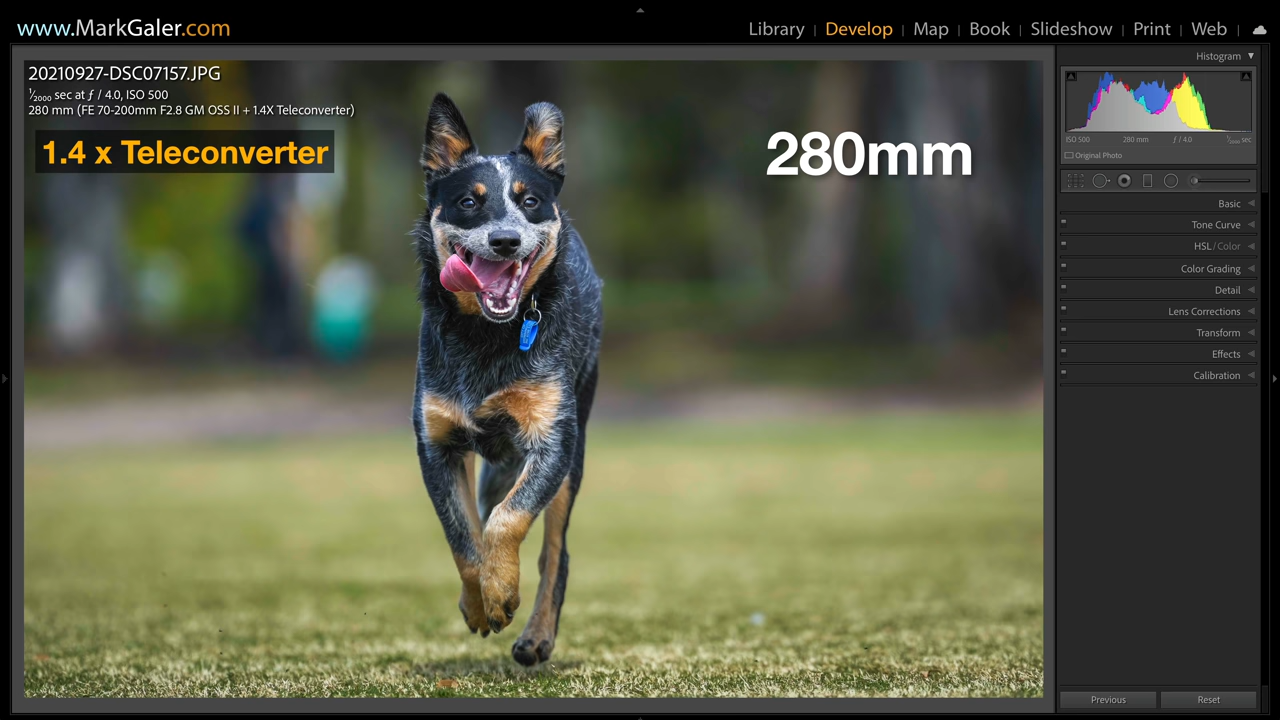 www.MarkGaler.com
Library | Develop | Map | Book | Slideshow | Print | Web |
Histogram
20210927-DSC07157.JPG
1/2000 sec at ƒ / 4.0, ISO 500
280 mm (FE 70-200mm F2.8 GM OSS II + 1.4X Teleconverter)
1.4 x Teleconverter
280mm
ISO 500 280 mm ƒ / 4.0 1/2000 sec
Original Photo
Basic
Tone Curve
HSL / Color
Color Grading
Detail
Lens Corrections
Transform
Effects
Calibration
Previous Reset